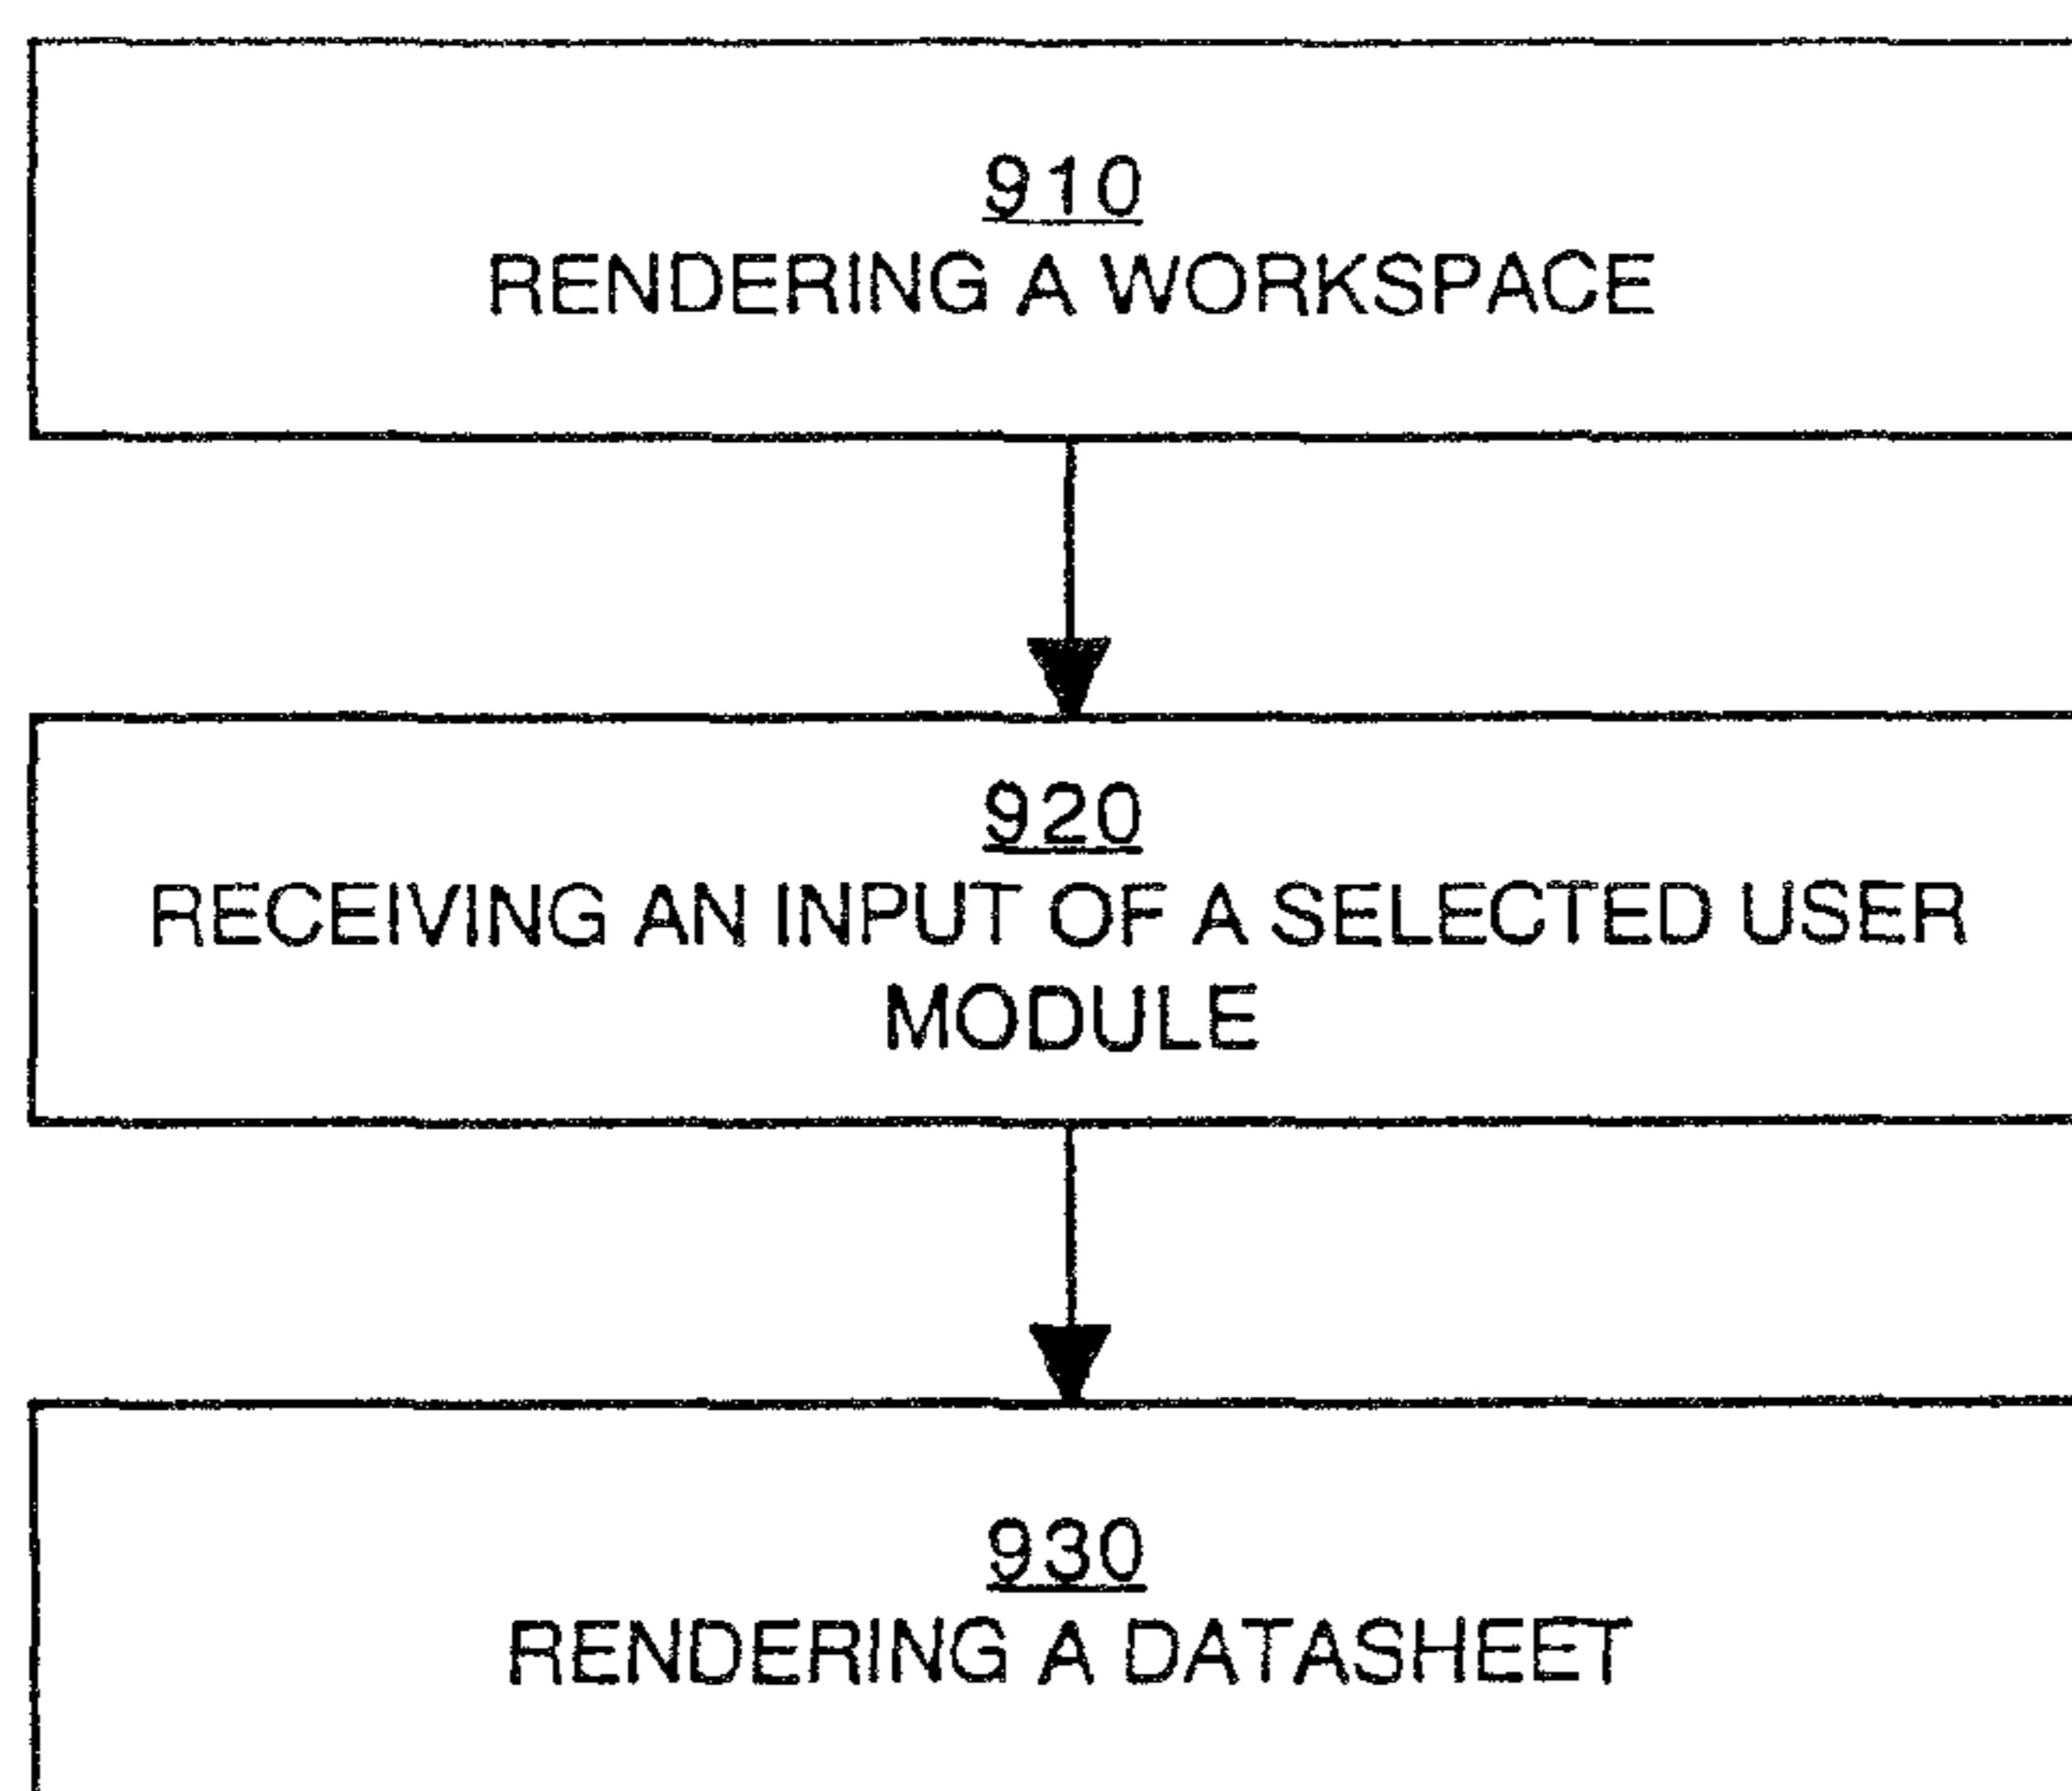 910
RENDERING A WORKSPACE
920
RECEIVING AN INPUT OF A SELECTED USER
MODULE
930
RENDERING A DATASHEET